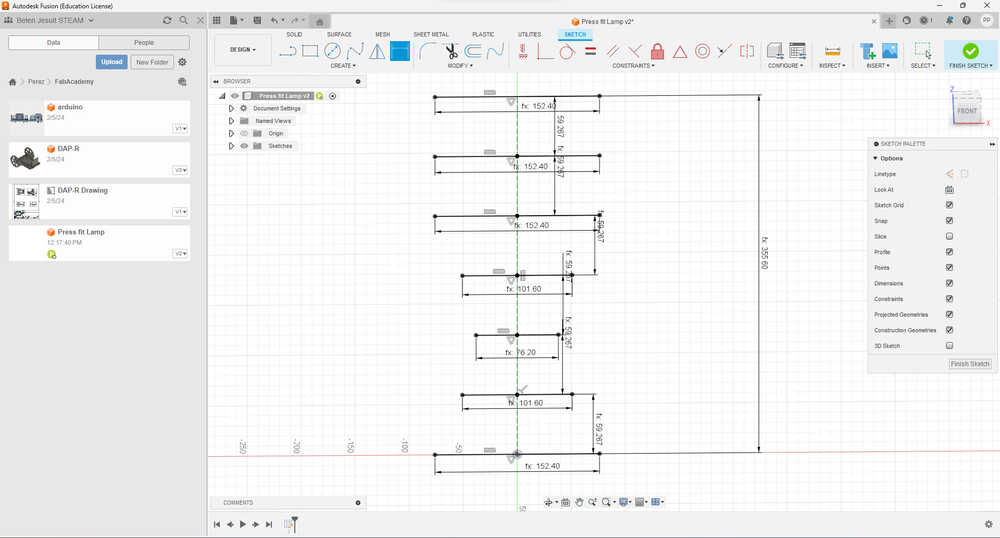 Autodesk Fusion (Education License)
Belen Jesuit STEAM
Press fit Lamp v2*
1
PP
Data
People
Upload
New Folder
Perez
FabAcademy
arduino
2/5/24
V1
DAP-R
2/5/24
DAP-R Drawing
2/5/24
V1
Press fit Lamp
12:17:40 PM
V2
SOLID
SURFACE
MESH
SHEET METAL
PLASTIC
UTILITIES
SKETCH
DESIGN
CREATE
MODIFY
CONSTRAINTS
CONFIGURE
INSPECT
INSERT
SELECT
FINISH SKETCH
BROWSER
Press fit Lamp v2
Document Settings
Named Views
Origin
Sketches
fx: 152.40
59.267
fx: 152.40
fx: 59.267
fx: 152.40
fx: 59.267
fx: 355.60
fx: 59.267
fx: 101.60
fx: 59.267
fx: 76.20
fx: 101.60
fx: 59.267
fx: 152.40
-250
-200
-150
-100
-50
Z
FRONT
X
SKETCH PALETTE
Options
Linetype
Look At
Sketch Grid
Snap
Slice
Profile
Points
Dimensions
Constraints
Projected Geometries
Construction Geometries
3D Sketch
Finish Sketch
COMMENTS